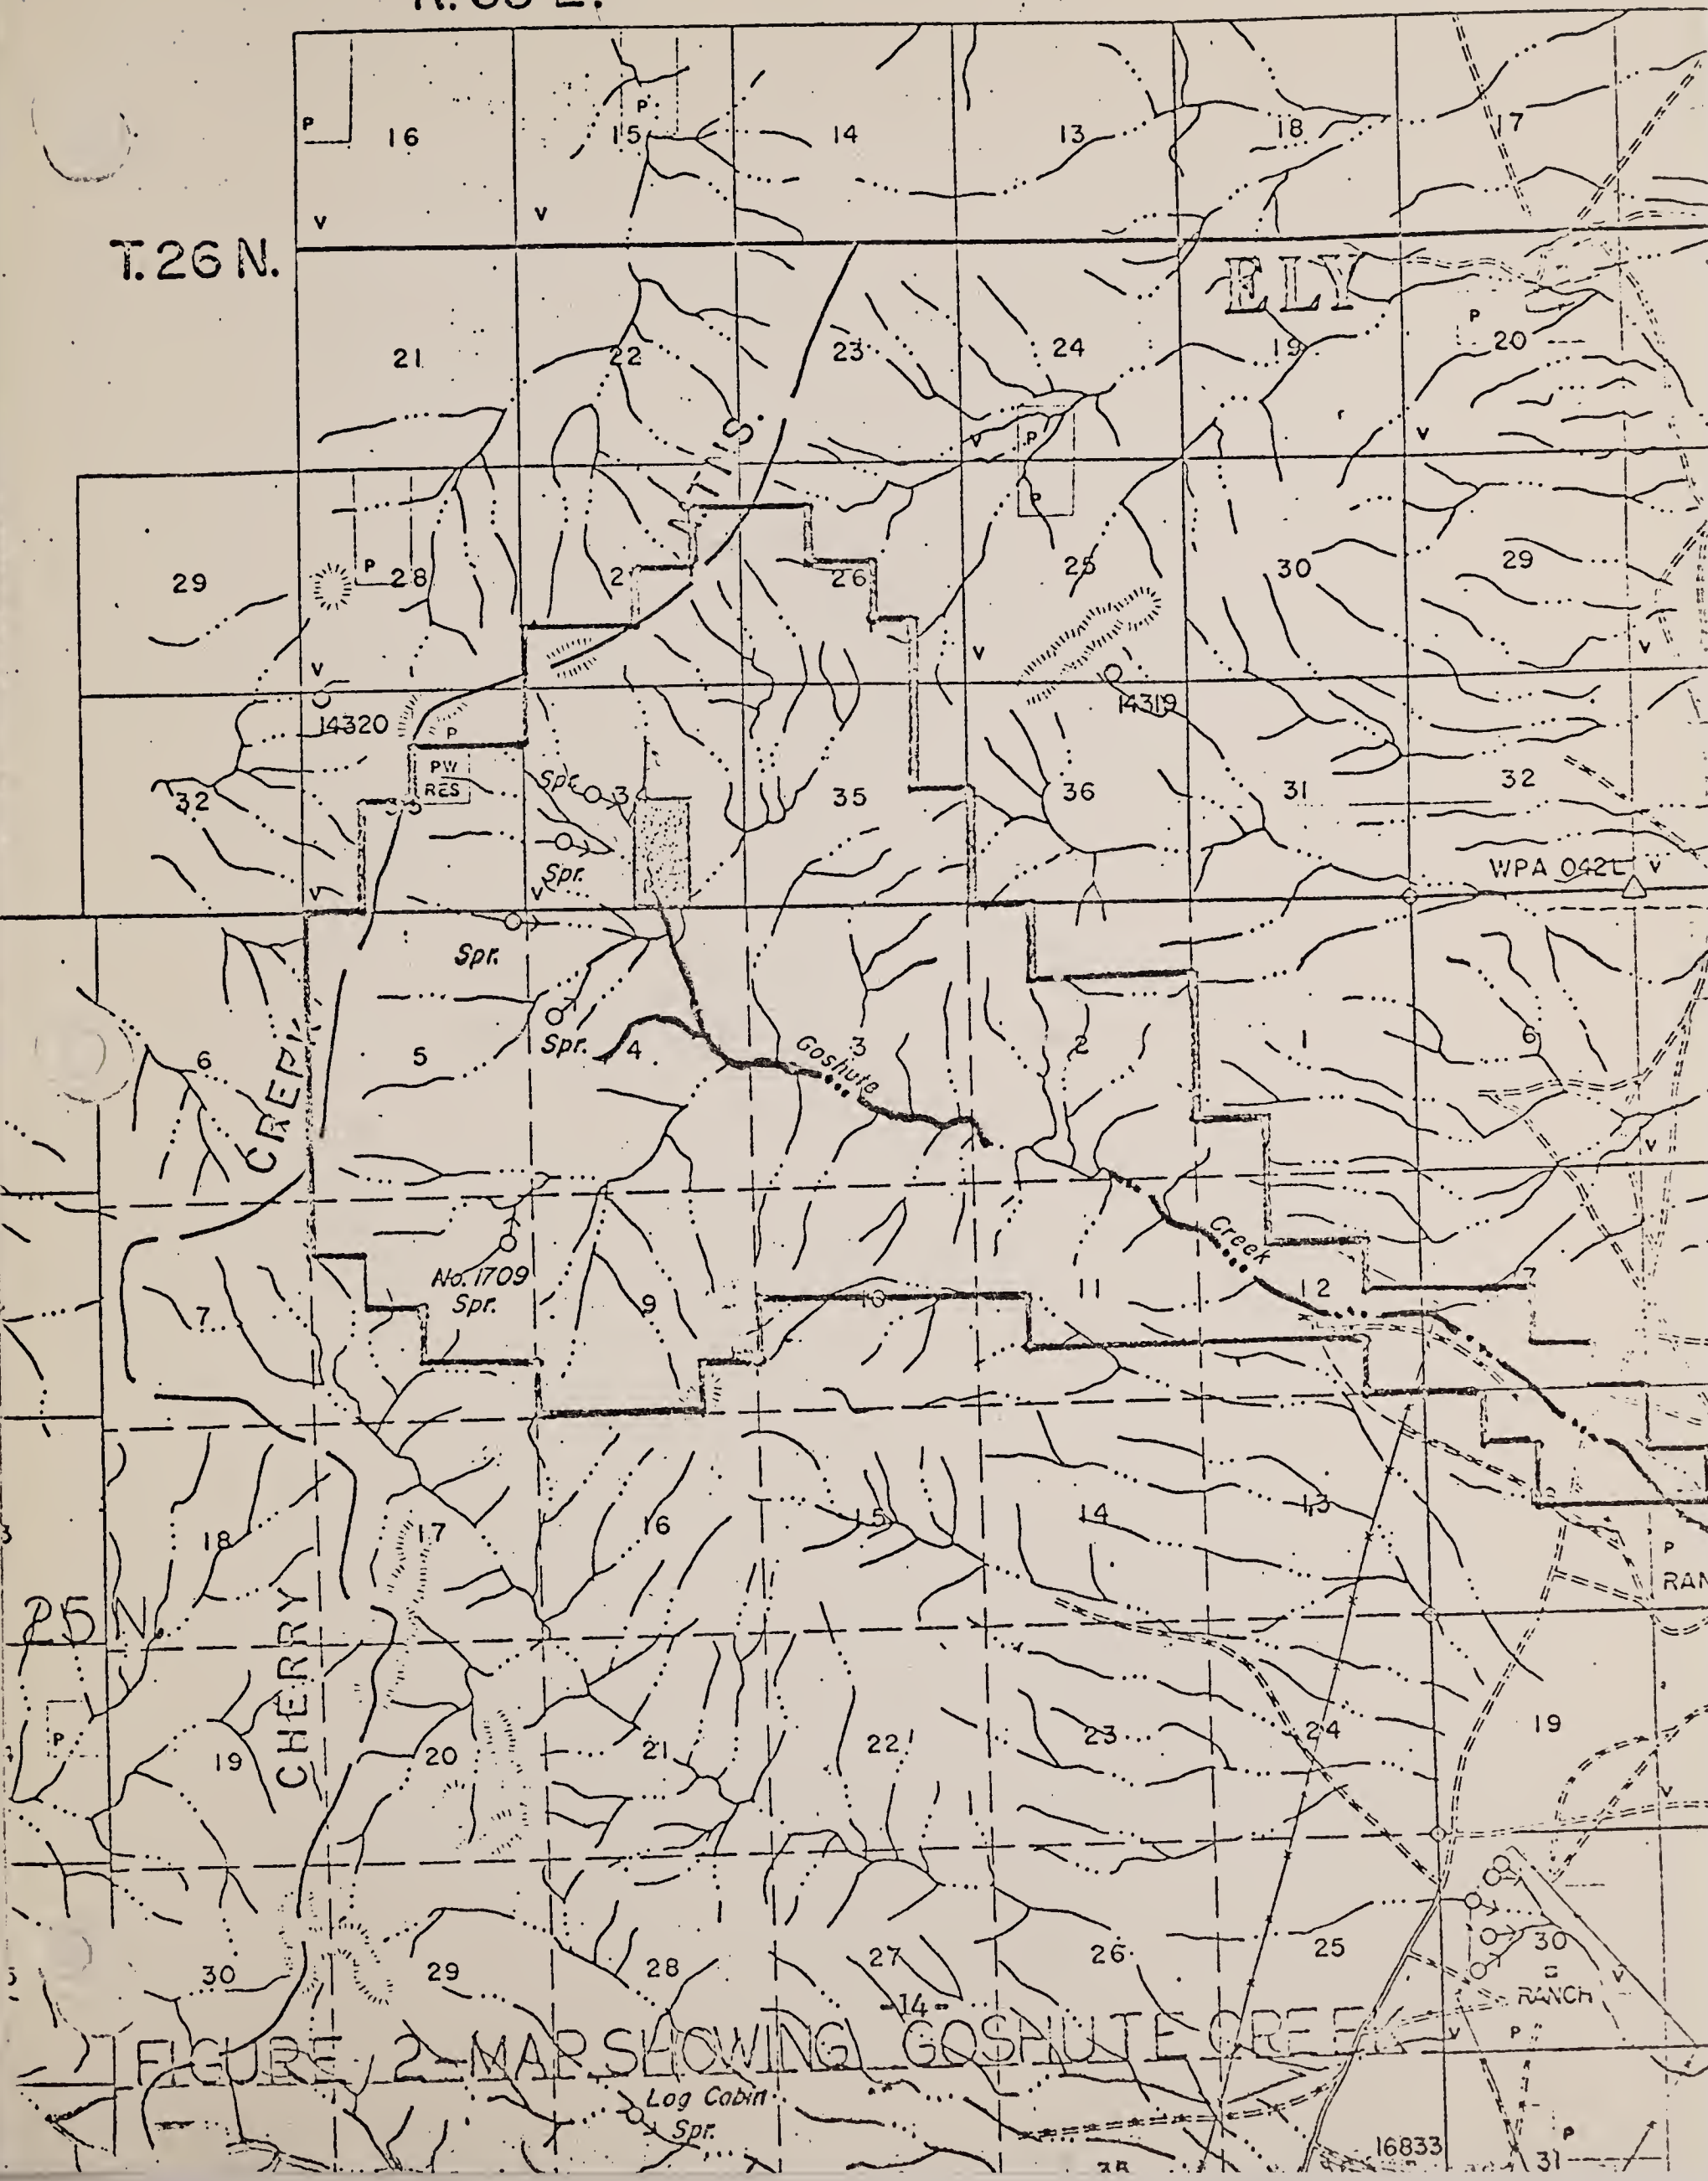 P 16 P 15 14 13 18 17
V V
T. 26 N. ELY
21 22 23 24 19 P 20
V P V
P
29 P 28 26 25 30 29
V V V
14320 14319
P
PW
RES
32 33 Spr. 35 36 31 32
Spr.
V V WPA 042L V
Spr.
Spr.
6 5 4 3 2 1 6
Goshute
CREEK
V
No. 1709
Spr.
Creek
7 9 10 11 12
18 17 16 15 14 13
P
RAN
25 N.
CHERRY
P 19 20 21 22 23 24 19
V
30 29 28 27 26 25 30
RANCH
-14-
V P
FIGURE 2-MAP SHOWING GOSHUTE CREEK
Log Cabin
Spr.
16833 P
31